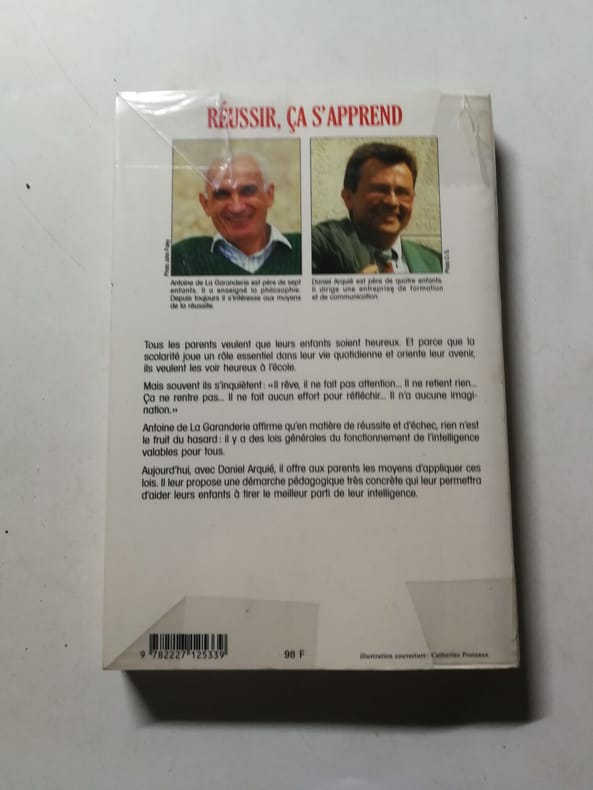 RÉUSSIR, ÇA S'APPREND
Antoine de La Garanderie est père de sept
enfants. Il a enseigné la philosophie.
Depuis toujours il s'intéresse aux moyens
de la réussite.
Daniel Arquié est père de quatre enfants.
Il dirige une entreprise de formation
et de communication.
Tous les parents veulent que leurs enfants soient heureux. Et parce que la
scolarité joue un rôle essentiel dans leur vie quotidienne et oriente leur avenir,
ils veulent les voir heureux à l'école.
Mais souvent ils s'inquiètent : «Il rêve, il ne fait pas attention... Il ne retient rien...
Ça ne rentre pas... Il ne fait aucun effort pour réfléchir... Il n'a aucune imagi-
nation.»
Antoine de La Garanderie affirme qu'en matière de réussite et d'échec, rien n'est
le fruit du hasard : il y a des lois générales du fonctionnement de l'intelligence
valables pour tous.
Aujourd'hui, avec Daniel Arquié, il offre aux parents les moyens d'appliquer ces
lois. Il leur propose une démarche pédagogique très concrète qui leur permettra
d'aider leurs enfants à tirer le meilleur parti de leur intelligence.
9 782227 125339
98 F
illustration couverture : Catherine